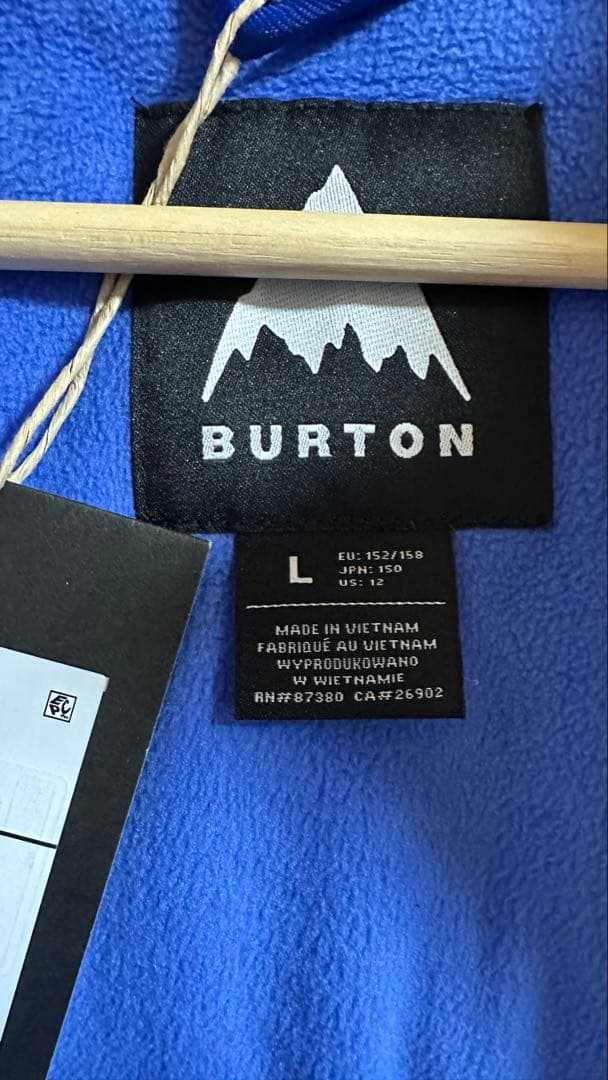 BURTON
L
EU: 152/158
JPN: 150
US: 12
MADE IN VIETNAM
FABRIQUÉ AU VIETNAM
WYPRODUKOWANO
W WIETNAMIE
RN#87380 CA#26902